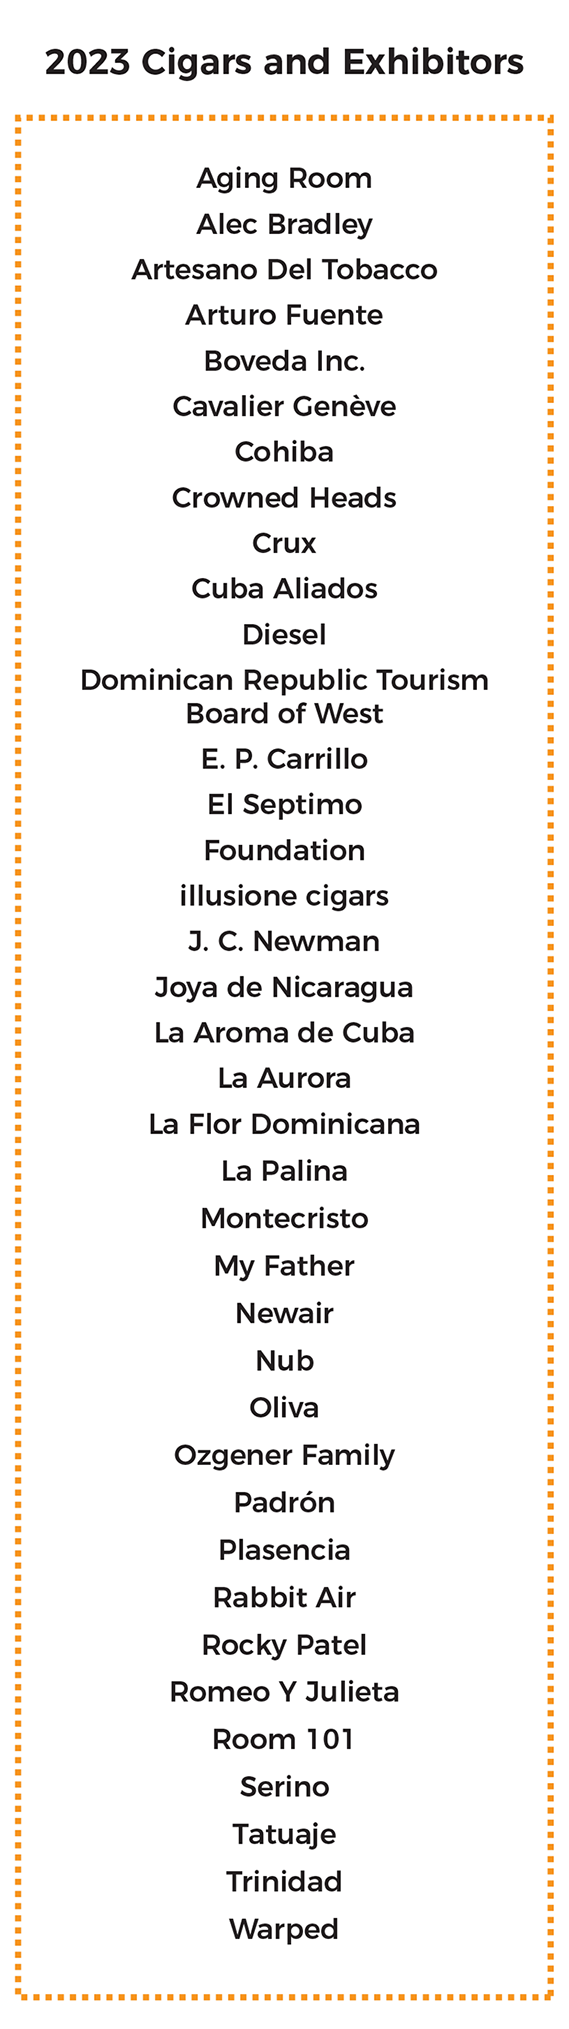 2023 Cigars and Exhibitors
Aging Room
Alec Bradley
Artesano Del Tobacco
Arturo Fuente
Boveda Inc.
Cavalier Genève
Cohiba
Crowned Heads
Crux
Cuba Aliados
Diesel
Dominican Republic Tourism
Board of West
E. P. Carrillo
El Septimo
Foundation
illusione cigars
J. C. Newman
Joya de Nicaragua
La Aroma de Cuba
La Aurora
La Flor Dominicana
La Palina
Montecristo
My Father
Newair
Nub
Oliva
Ozgener Family
Padrón
Plasencia
Rabbit Air
Rocky Patel
Romeo Y Julieta
Room 101
Serino
Tatuaje
Trinidad
Warped